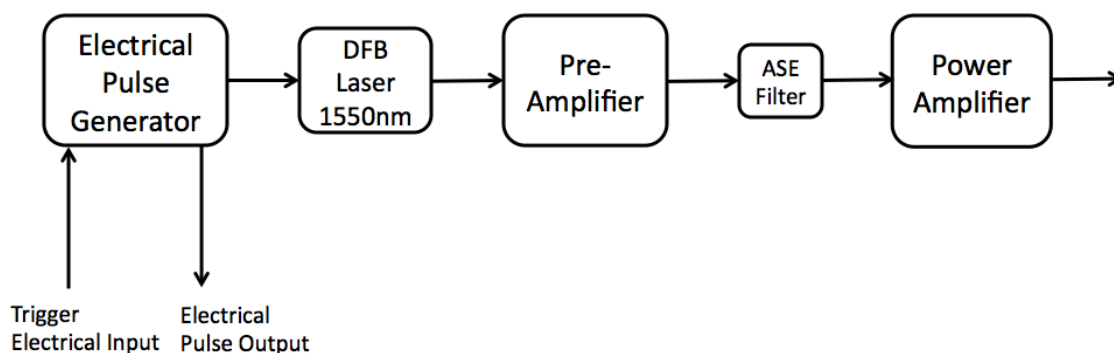 Electrical
Pulse
Generator
DFB
Laser
1550nm
Pre-
Amplifier
ASE
Filter
Power
Amplifier
Trigger
Electrical Input
Electrical
Pulse Output